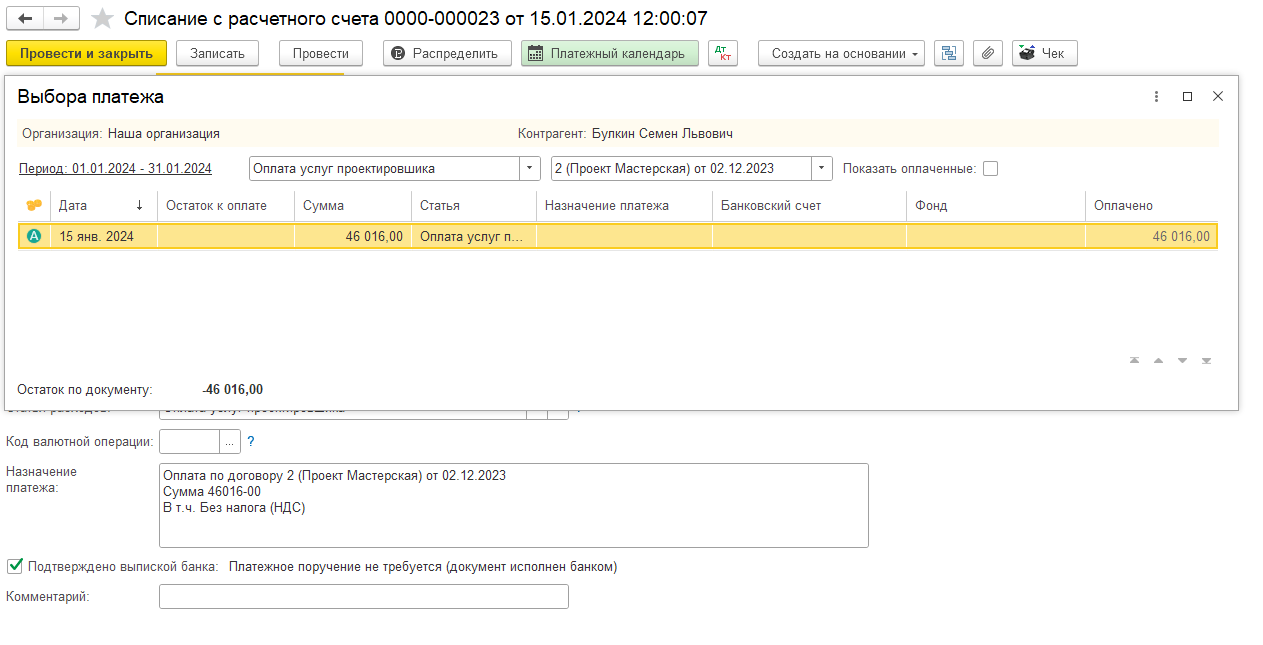 Списание с расчетного счета 0000-000023 от 15.01.2024 12:00:07
Провести и закрыть Записать Провести Распределить Платежный календарь Дт Кт Создать на основании Чек
Выбора платежа
Организация: Наша организация Контрагент: Булкин Семен Львович
Период: 01.01.2024 - 31.01.2024 Оплата услуг проектировшика 2 (Проект Мастерская) от 02.12.2023 Показать оплаченные:
Дата ↓ Остаток к оплате Сумма Статья Назначение платежа Банковский счет Фонд Оплачено
А 15 янв. 2024 46 016,00 Оплата услуг п... 46 016,00
Остаток по документу: -46 016,00
Код валютной операции: ... ?
Назначение платежа:
Оплата по договору 2 (Проект Мастерская) от 02.12.2023
Сумма 46016-00
В т.ч. Без налога (НДС)
Подтверждено выпиской банка: Платежное поручение не требуется (документ исполнен банком)
Комментарий: